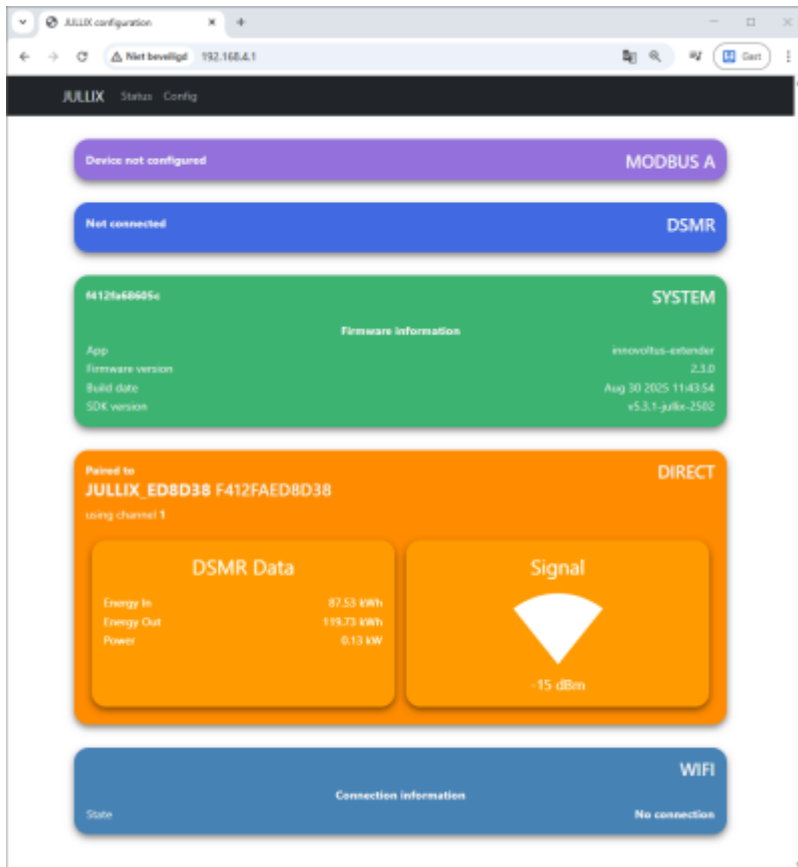 JULLIX configuration
Niet beveiligd 192.168.4.1 Gast
JULLIX Status Config
Device not configured MODBUS A
Not connected DSMR
f412fa68605c SYSTEM
Firmware information
App innovoltus-extender
Firmware version 2.3.0
Build date Aug 30 2025 11:43:54
SDK version v5.3.1-jullix-2502
Paired to DIRECT
JULLIX_ED8D38 F412FAED8D38
using channel 1
DSMR Data
Energy In 87.53 kWh
Energy Out 119.73 kWh
Power 0.13 kW
Signal
-15 dBm
WIFI
Connection information
State No connection